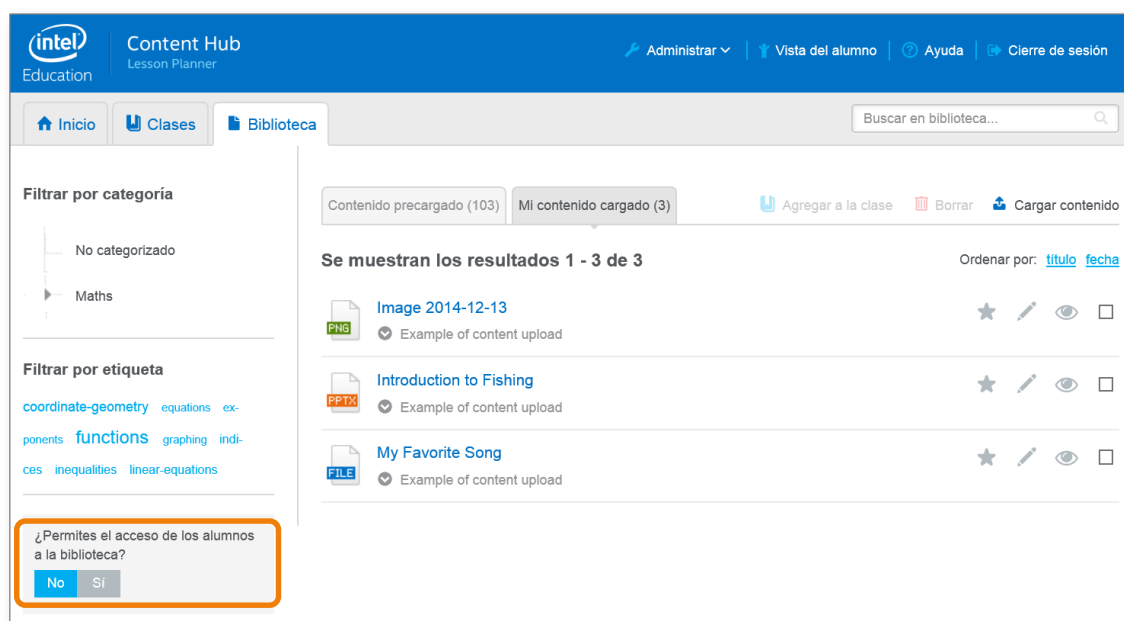 intel
Education
Content Hub
Lesson Planner
Administrar
Vista del alumno
Ayuda
Cierre de sesión
Inicio
Clases
Biblioteca
Buscar en biblioteca...
Filtrar por categoría
No categorizado
Maths
Filtrar por etiqueta
coordinate-geometry equations ex-
ponents functions graphing indi-
ces inequalities linear-equations
¿Permites el acceso de los alumnos
a la biblioteca?
No Sí
Contenido precargado (103)
Mi contenido cargado (3)
Agregar a la clase
Borrar
Cargar contenido
Se muestran los resultados 1 - 3 de 3
Ordenar por: título fecha
PNG
Image 2014-12-13
Example of content upload
PPTX
Introduction to Fishing
Example of content upload
FILE
My Favorite Song
Example of content upload